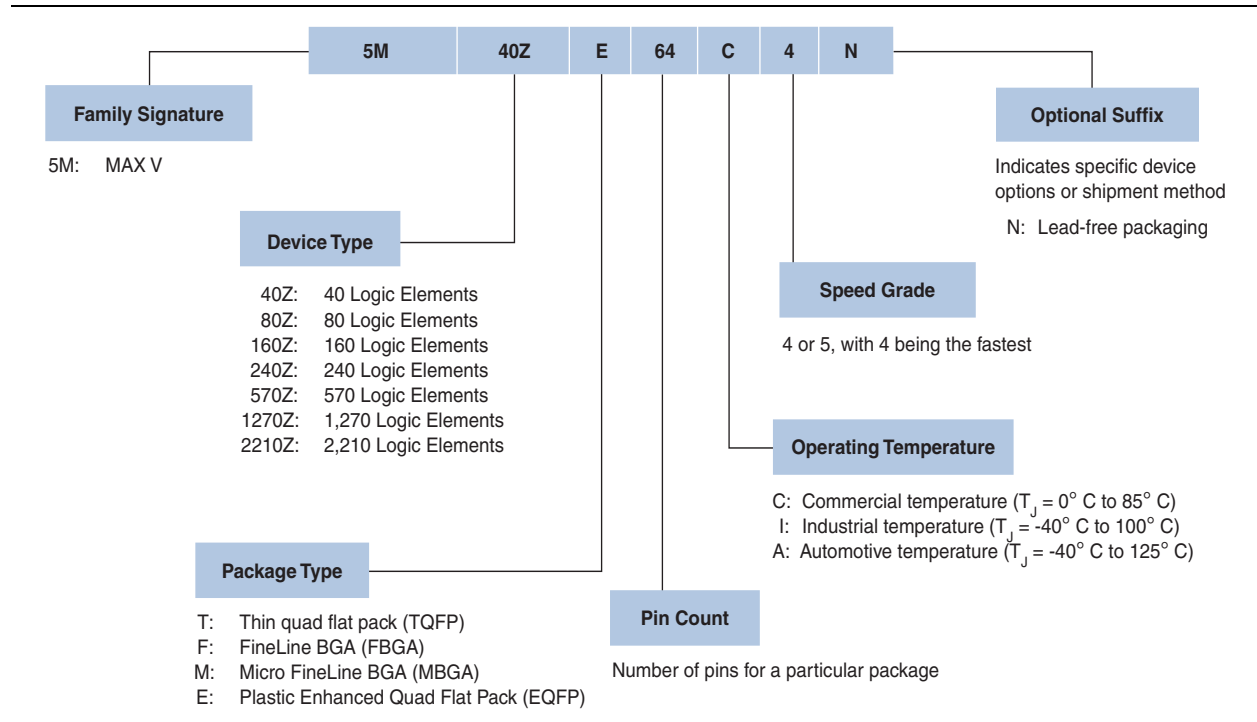 5M 40Z E 64 C 4 N
Family Signature
5M: MAX V
Optional Suffix
Indicates specific device
options or shipment method
N: Lead-free packaging
Device Type
40Z: 40 Logic Elements
80Z: 80 Logic Elements
160Z: 160 Logic Elements
240Z: 240 Logic Elements
570Z: 570 Logic Elements
1270Z: 1,270 Logic Elements
2210Z: 2,210 Logic Elements
Speed Grade
4 or 5, with 4 being the fastest
Operating Temperature
C: Commercial temperature (TJ = 0° C to 85° C)
I: Industrial temperature (TJ = -40° C to 100° C)
A: Automotive temperature (TJ = -40° C to 125° C)
Package Type
T: Thin quad flat pack (TQFP)
F: FineLine BGA (FBGA)
M: Micro FineLine BGA (MBGA)
E: Plastic Enhanced Quad Flat Pack (EQFP)
Pin Count
Number of pins for a particular package